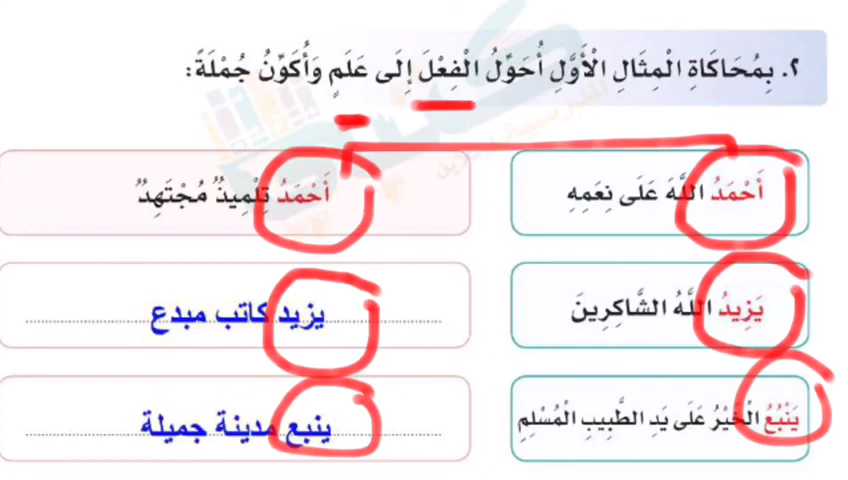 ٢. بِمُحَاكَاةِ الْمِثَالِ الْأَوَّلِ أُحَوِّلُ الْفِعْلَ إِلَى عَلَمٍ وَأُكَوِّنُ جُمْلَةً:
أَحْمَدُ اللَّهَ عَلَى نِعَمِهِ
أَحْمَدُ تِلْمِيذٌ مُجْتَهِدٌ
يَزِيدُ اللَّهُ الشَّاكِرِينَ
يزيد كاتب مبدع
يَنْبُعُ الْخَيْرُ عَلَى يَدِ الطَّبِيبِ الْمُسْلِمِ
ينبع مدينة جميلة